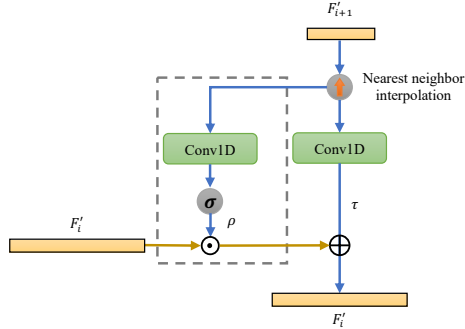 F′ᵢ₊₁
Nearest neighbor
interpolation
Conv1D
Conv1D
σ
ρ
τ
F′ᵢ
F′ᵢ